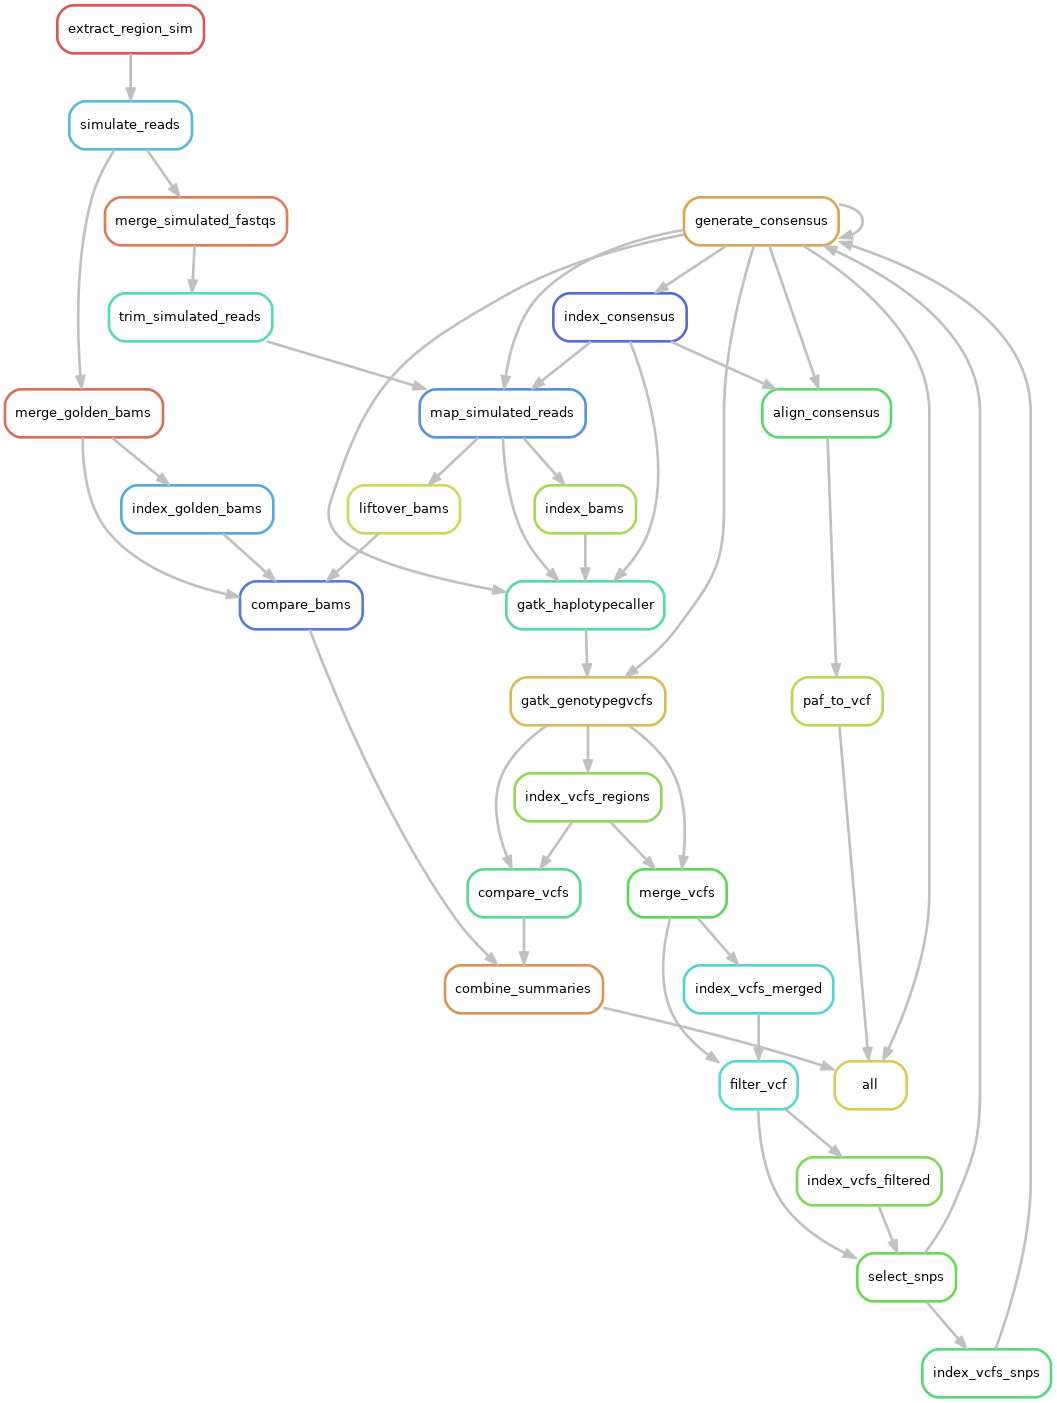 extract_region_sim
simulate_reads
merge_simulated_fastqs
generate_consensus
trim_simulated_reads
index_consensus
merge_golden_bams
map_simulated_reads
align_consensus
index_golden_bams
liftover_bams
index_bams
compare_bams
gatk_haplotypecaller
gatk_genotypegvcfs
paf_to_vcf
index_vcfs_regions
compare_vcfs
merge_vcfs
combine_summaries
index_vcfs_merged
filter_vcf
all
index_vcfs_filtered
select_snps
index_vcfs_snps